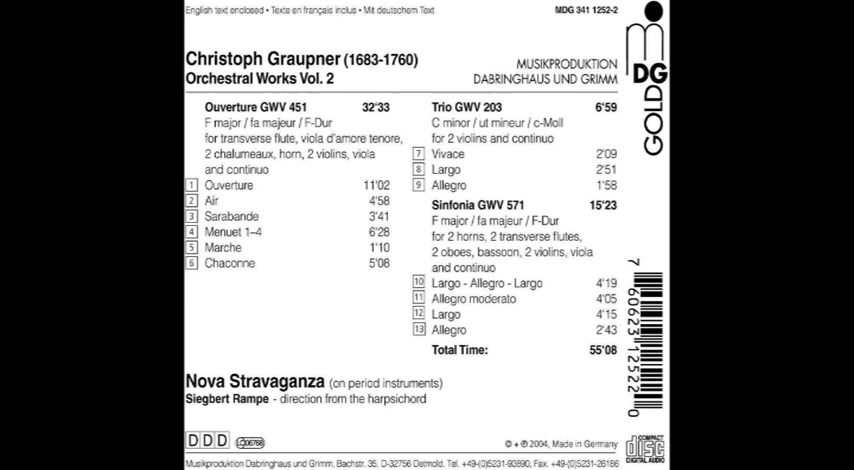 English text enclosed • Texte en français inclus • Mit deutschem Text
MDG 341 1252-2
Christoph Graupner (1683-1760)
Orchestral Works Vol. 2
MUSIKPRODUKTION
DABRINGHAUS UND GRIMM
MDG
GOLD
Ouverture GWV 451 32'33
F major / fa majeur / F-Dur
for transverse flute, viola d'amore tenore,
2 chalumeaux, horn, 2 violins, viola
and continuo
1 Ouverture 11'02
2 Air 4'58
3 Sarabande 3'41
4 Menuet 1–4 6'28
5 Marche 1'10
6 Chaconne 5'08
Trio GWV 203 6'59
C minor / ut mineur / c-Moll
for 2 violins and continuo
7 Vivace 2'09
8 Largo 2'51
9 Allegro 1'58
Sinfonia GWV 571 15'23
F major / fa majeur / F-Dur
for 2 horns, 2 transverse flutes,
2 oboes, bassoon, 2 violins, viola
and continuo
10 Largo - Allegro - Largo 4'19
11 Allegro moderato 4'05
12 Largo 4'15
13 Allegro 2'43
Total Time: 55'08
7 60623 12522 0
Nova Stravaganza (on period instruments)
Siegbert Rampe - direction from the harpsichord
DDD LC 06768
© + ℗ 2004, Made in Germany
COMPACT
disc
DIGITAL AUDIO
Musikproduktion Dabringhaus und Grimm, Bachstr. 35, D-32756 Detmold, Tel. +49-(0)5231-93890, Fax. +49-(0)5231-26186